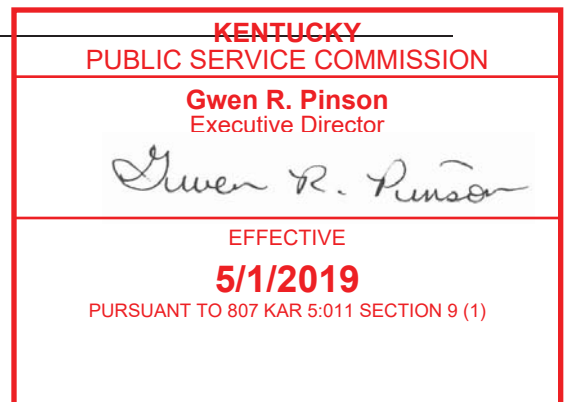 KENTUCKY
PUBLIC SERVICE COMMISSION
Gwen R. Pinson
Executive Director
Gwen R. Pinson
EFFECTIVE
5/1/2019
PURSUANT TO 807 KAR 5:011 SECTION 9 (1)